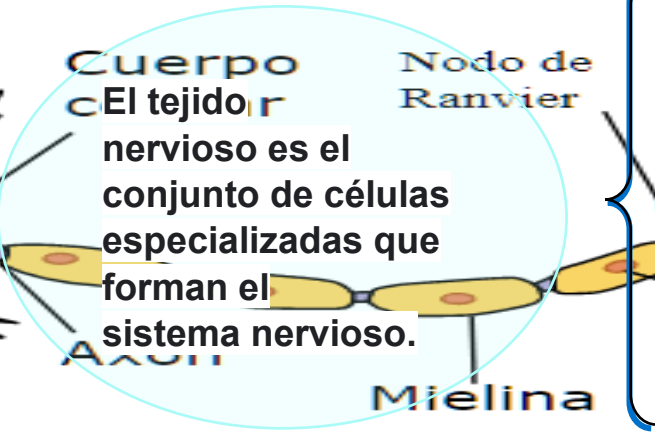 Cuerpo
Nodo de
Ranvier
El tejido
nervioso es el
conjunto de células
especializadas que
forman el
sistema nervioso.
Axón
Mielina